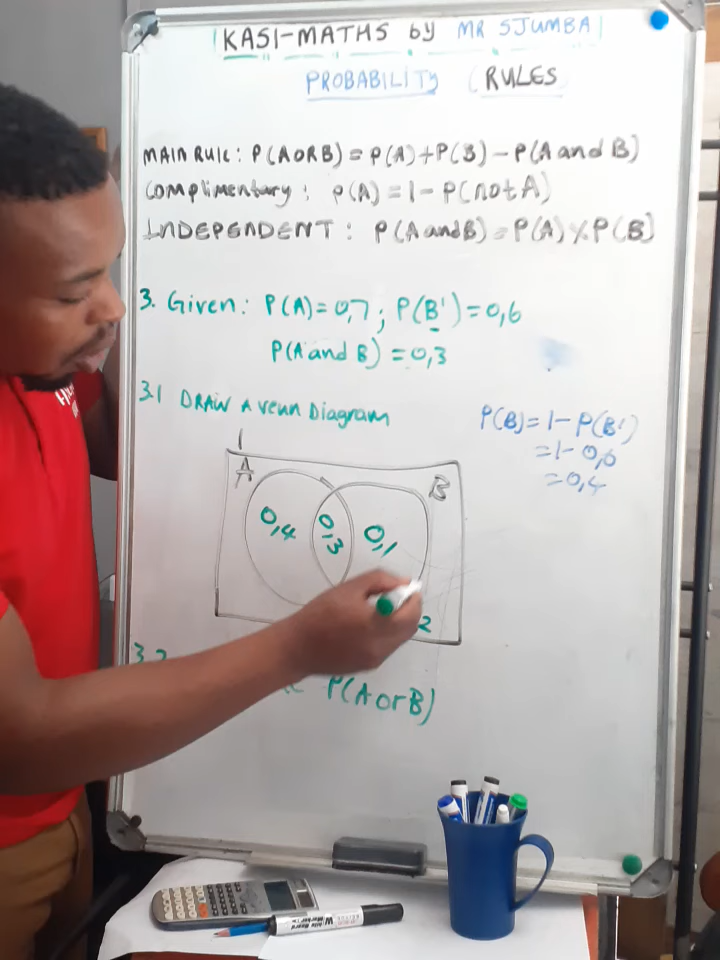 KASI-MATHS by MR SJUMBA
PROBABILITY (RULES
MAIN RULE: P(A OR B) = P(A)+P(B) - P(A and B)
Complimentary: P(A) = 1 - P(not A)
INDEPENDENT: P(A and B) = P(A) x P(B)
3. Given: P(A) = 0,7; P(B') = 0,6
P(A and B) = 0,3
3.1 DRAW A venn Diagram
P(B) = 1 - P(B')
= 1 - 0,6
= 0,4
A
B
0,4
0,3
0,1
2
3.2
P(A or B)